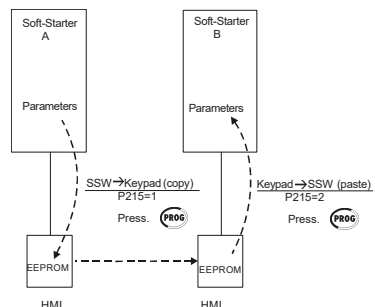 Soft-Starter
A
Soft-Starter
B
Parameters
Parameters
SSW→Keypad (copy)
P215=1
Press. PROG
Keypad→SSW (paste)
P215=2
Press. PROG
EEPROM
EEPROM
HMI
HMI